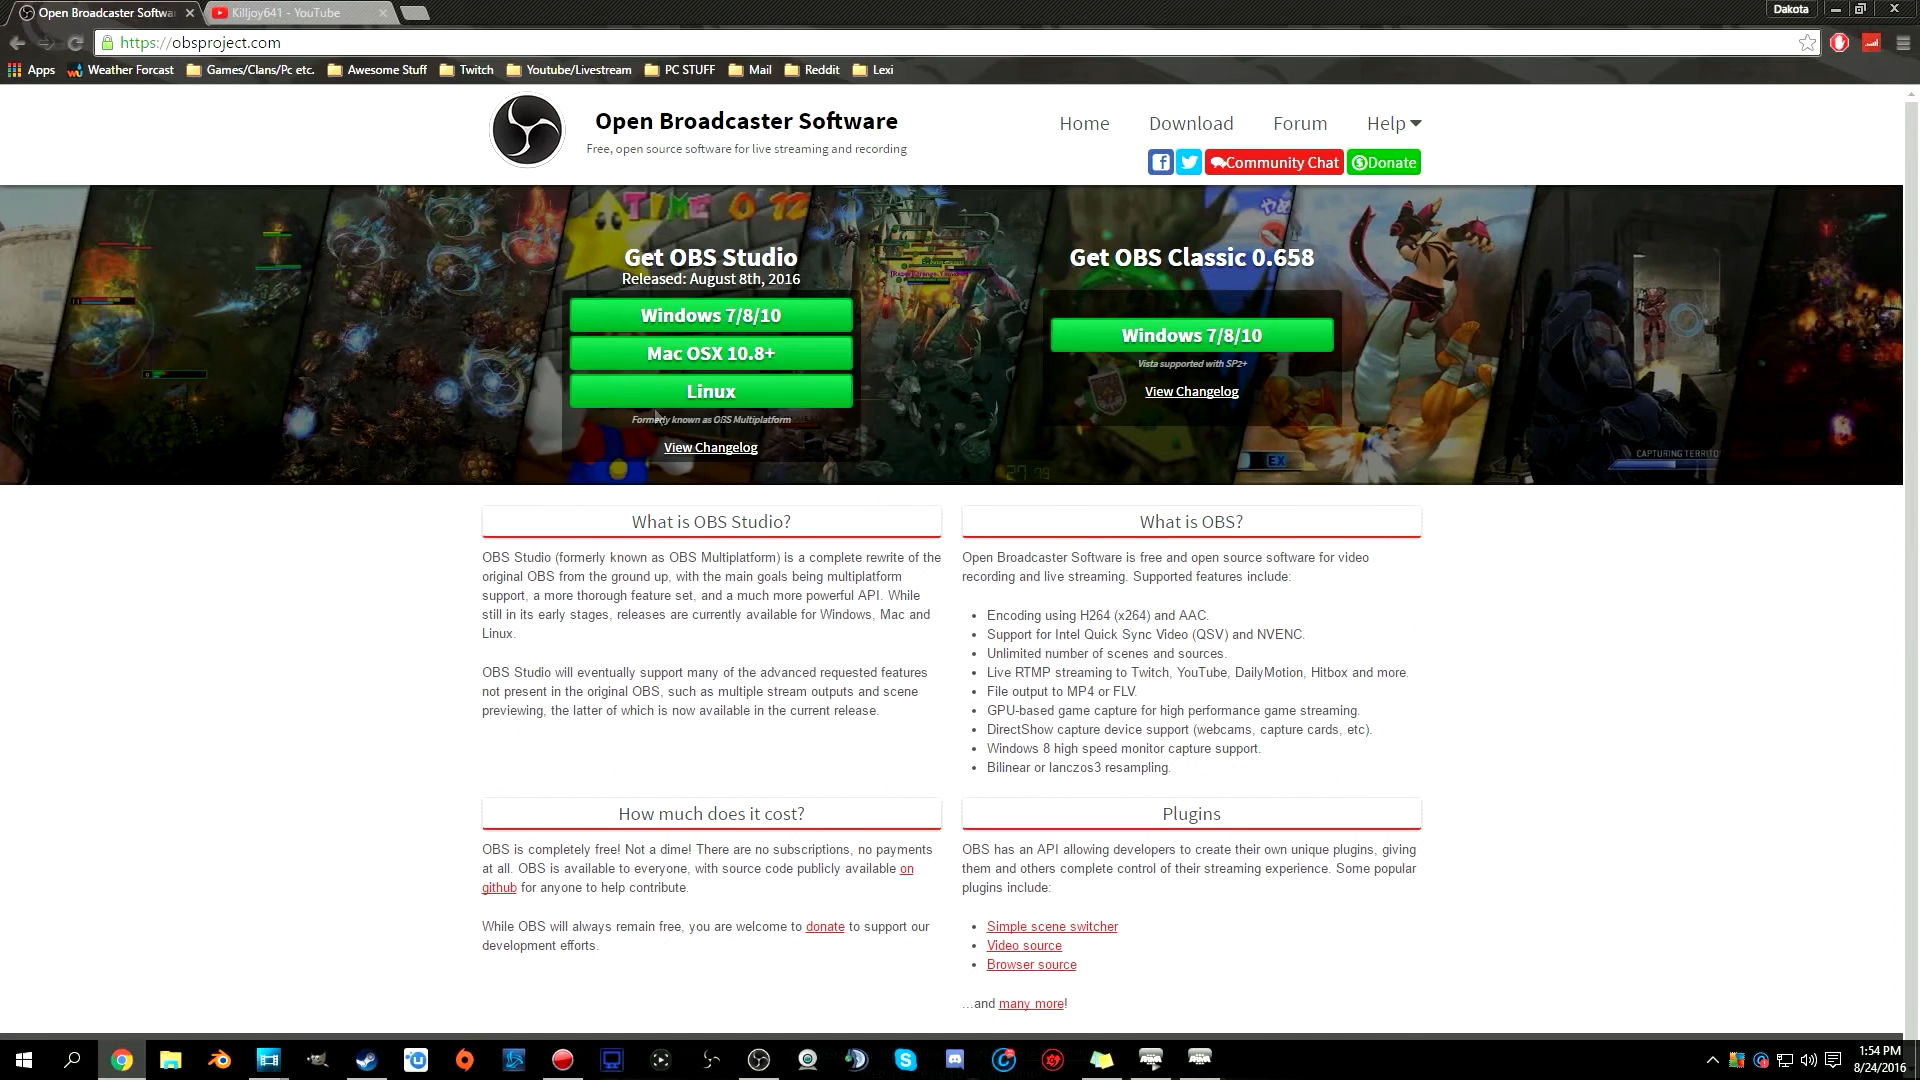 Open Broadcaster Softwa
Killjoy641 - YouTube
Dakota
https://obsproject.com
Apps
Weather Forcast
Games/Clans/Pc etc.
Awesome Stuff
Twitch
Youtube/Livestream
PC STUFF
Mail
Reddit
Lexi
Open Broadcaster Software
Free, open source software for live streaming and recording
Home
Download
Forum
Help
Community Chat
Donate
TIME 0 12
Get OBS Studio
Released: August 8th, 2016
Windows 7/8/10
Mac OSX 10.8+
Linux
Formerly known as OBS Multiplatform
View Changelog
Get OBS Classic 0.658
Windows 7/8/10
Vista supported with SP2+
View Changelog
EX
CAPTURING TERRITO
What is OBS Studio?
OBS Studio (formerly known as OBS Multiplatform) is a complete rewrite of the
original OBS from the ground up, with the main goals being multiplatform
support, a more thorough feature set, and a much more powerful API. While
still in its early stages, releases are currently available for Windows, Mac and
Linux.
OBS Studio will eventually support many of the advanced requested features
not present in the original OBS, such as multiple stream outputs and scene
previewing, the latter of which is now available in the current release.
What is OBS?
Open Broadcaster Software is free and open source software for video
recording and live streaming. Supported features include:
Encoding using H264 (x264) and AAC.
Support for Intel Quick Sync Video (QSV) and NVENC.
Unlimited number of scenes and sources.
Live RTMP streaming to Twitch, YouTube, DailyMotion, Hitbox and more.
File output to MP4 or FLV.
GPU-based game capture for high performance game streaming.
DirectShow capture device support (webcams, capture cards, etc).
Windows 8 high speed monitor capture support.
Bilinear or lanczos3 resampling.
How much does it cost?
OBS is completely free! Not a dime! There are no subscriptions, no payments
at all. OBS is available to everyone, with source code publicly available on
github for anyone to help contribute.
While OBS will always remain free, you are welcome to donate to support our
development efforts.
Plugins
OBS has an API allowing developers to create their own unique plugins, giving
them and others complete control of their streaming experience. Some popular
plugins include:
Simple scene switcher
Video source
Browser source
...and many more!
1:54 PM
8/24/2016